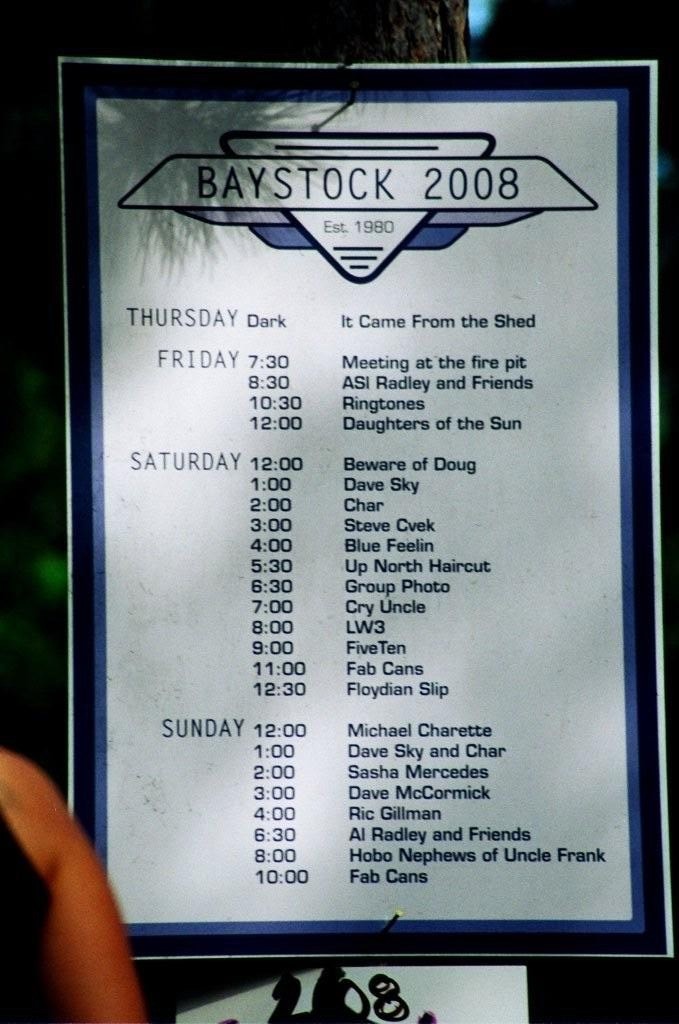 BAYSTOCK 2008
Est. 1980
THURSDAY Dark It Came From the Shed
FRIDAY 7:30 Meeting at the fire pit
8:30 ASI Radley and Friends
10:30 Ringtones
12:00 Daughters of the Sun
SATURDAY 12:00 Beware of Doug
1:00 Dave Sky
2:00 Char
3:00 Steve Cvek
4:00 Blue Feelin
5:30 Up North Haircut
6:30 Group Photo
7:00 Cry Uncle
8:00 LW3
9:00 FiveTen
11:00 Fab Cans
12:30 Floydian Slip
SUNDAY 12:00 Michael Charette
1:00 Dave Sky and Char
2:00 Sasha Mercedes
3:00 Dave McCormick
4:00 Ric Gillman
6:30 Al Radley and Friends
8:00 Hobo Nephews of Uncle Frank
10:00 Fab Cans